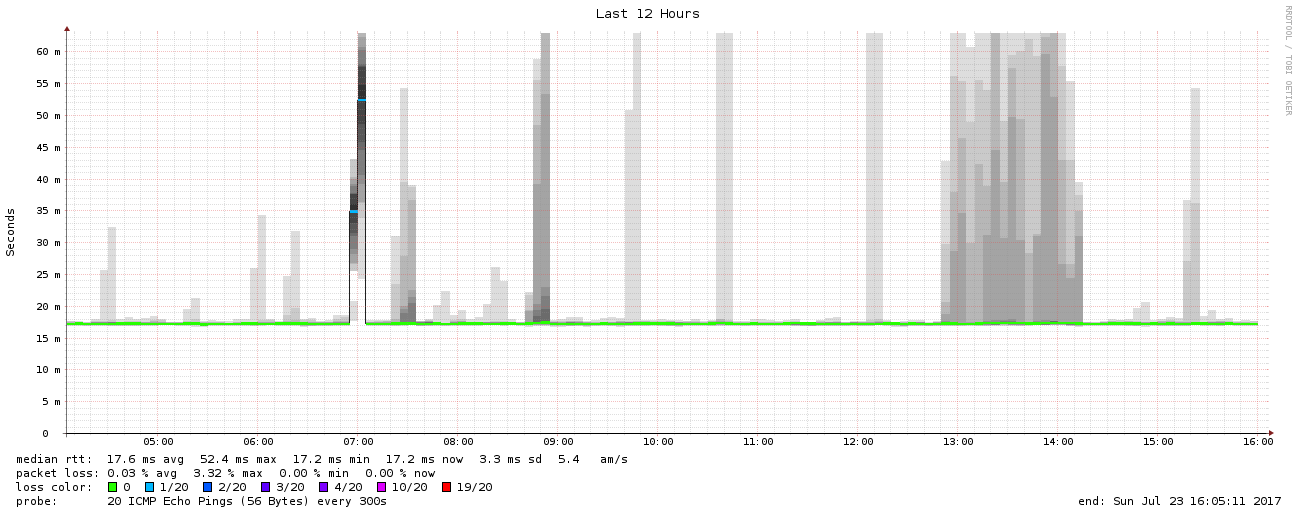 Last 12 Hours
RRDTOOL / TOBI OETIKER
Seconds
60 m
55 m
50 m
45 m
40 m
35 m
30 m
25 m
20 m
15 m
10 m
5 m
0
05:00 06:00 07:00 08:00 09:00 10:00 11:00 12:00 13:00 14:00 15:00 16:00
median rtt: 17.6 ms avg 52.4 ms max 17.2 ms min 17.2 ms now 3.3 ms sd 5.4 am/s
packet loss: 0.03 % avg 3.32 % max 0.00 % min 0.00 % now
loss color: 0 1/20 2/20 3/20 4/20 10/20 19/20
probe: 20 ICMP Echo Pings (56 Bytes) every 300s end: Sun Jul 23 16:05:11 2017